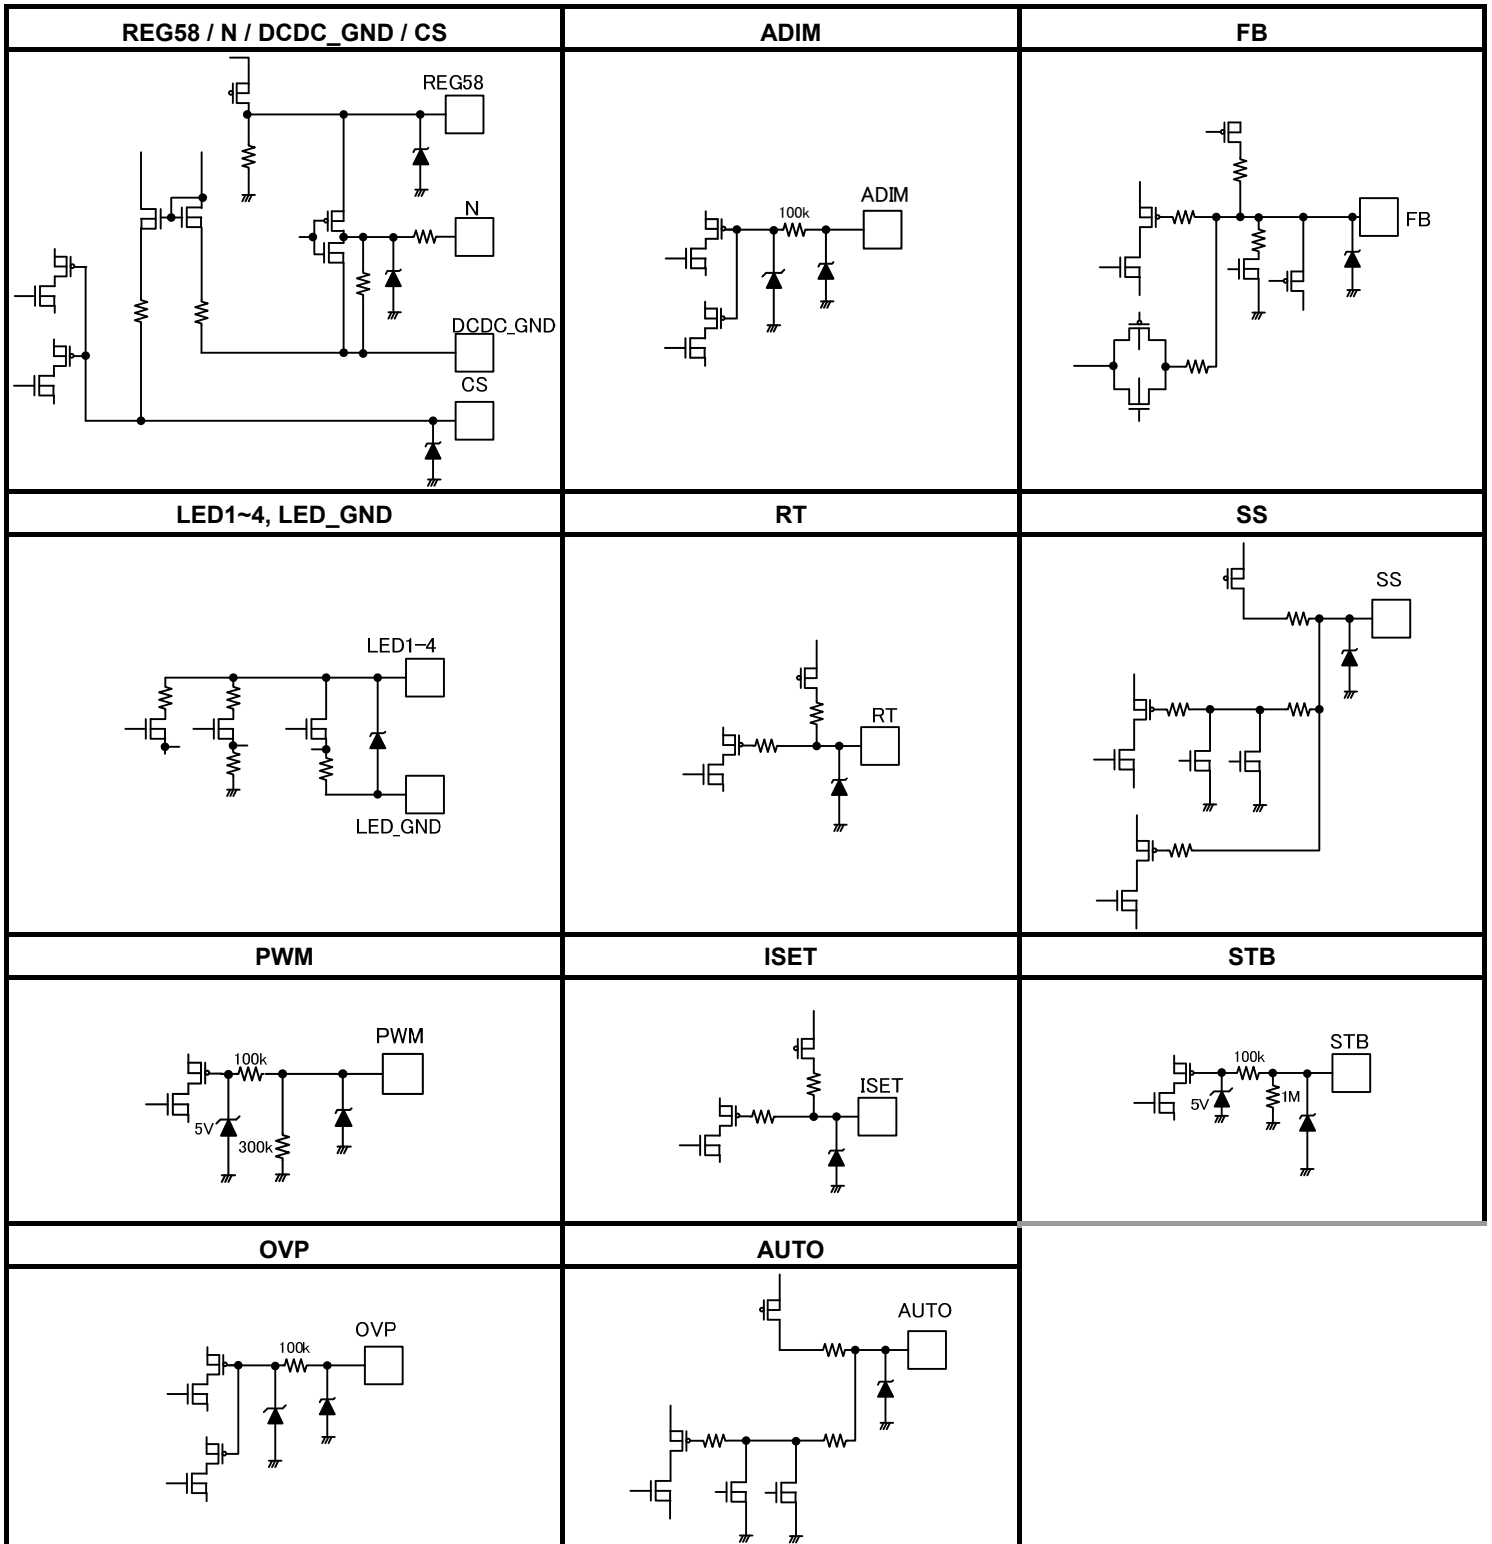 REG58 / N / DCDC_GND / CS
ADIM
FB
REG58
N
DCDC_GND
CS
100k
ADIM
FB
LED1~4, LED_GND
RT
SS
LED1-4
LED_GND
RT
SS
PWM
ISET
STB
100k
PWM
5V
300k
ISET
100k
STB
5V
1M
OVP
AUTO
100k
OVP
AUTO